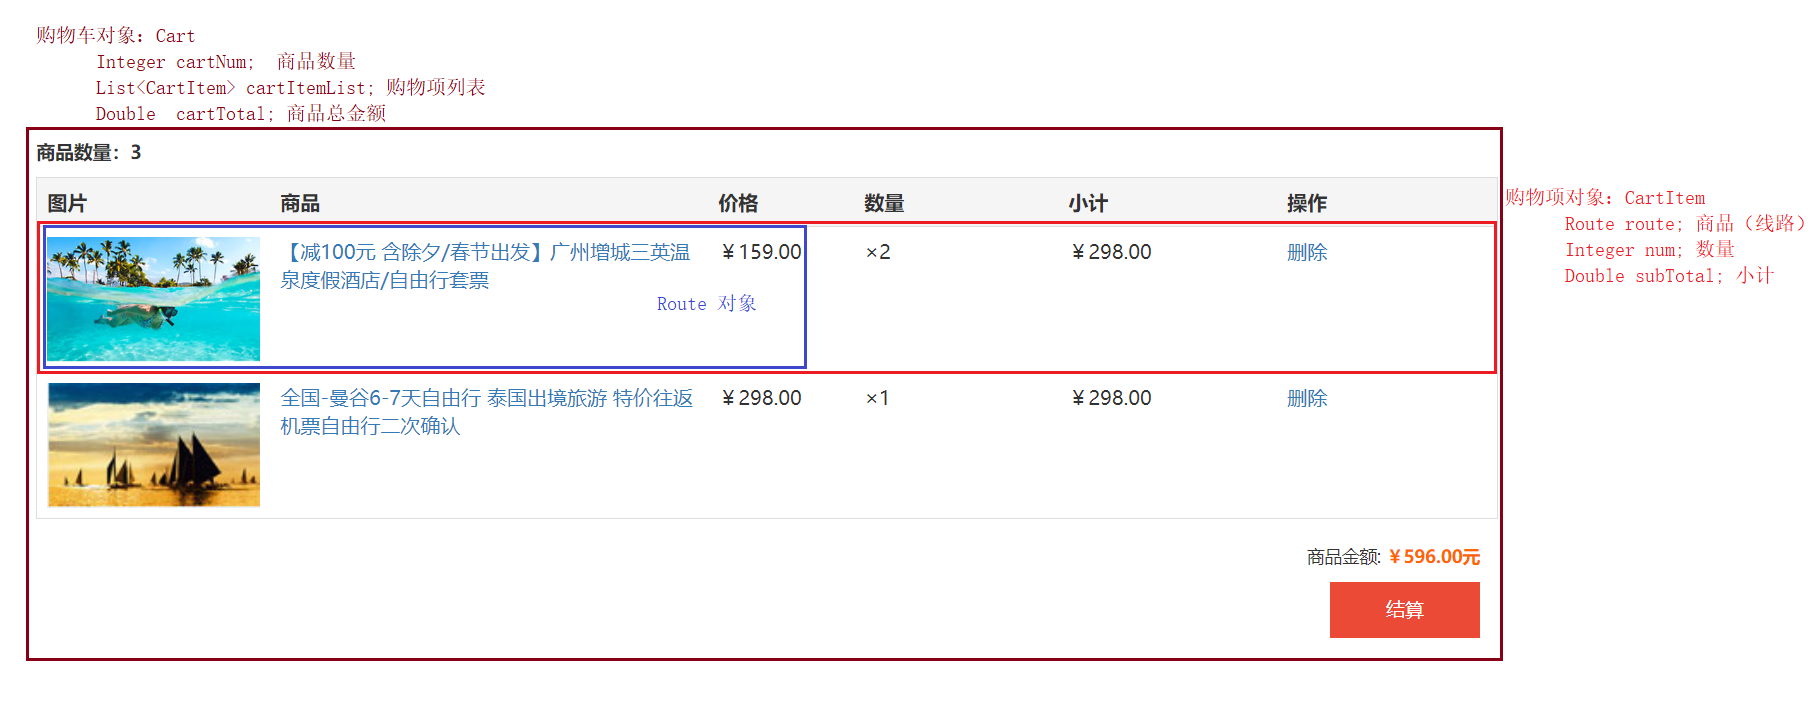 购物车对象：Cart
Integer cartNum;  商品数量
List<CartItem> cartItemList; 购物项列表
Double  cartTotal; 商品总金额
商品数量：3
图片 商品 价格 数量 小计 操作
购物项对象：CartItem
Route route; 商品（线路）
Integer num; 数量
Double subTotal; 小计
【减100元 含除夕/春节出发】广州增城三英温 ￥159.00 ×2 ￥298.00 删除
泉度假酒店/自由行套票
Route 对象
全国-曼谷6-7天自由行 泰国出境旅游 特价往返 ￥298.00 ×1 ￥298.00 删除
机票自由行二次确认
商品金额: ￥596.00元
结算